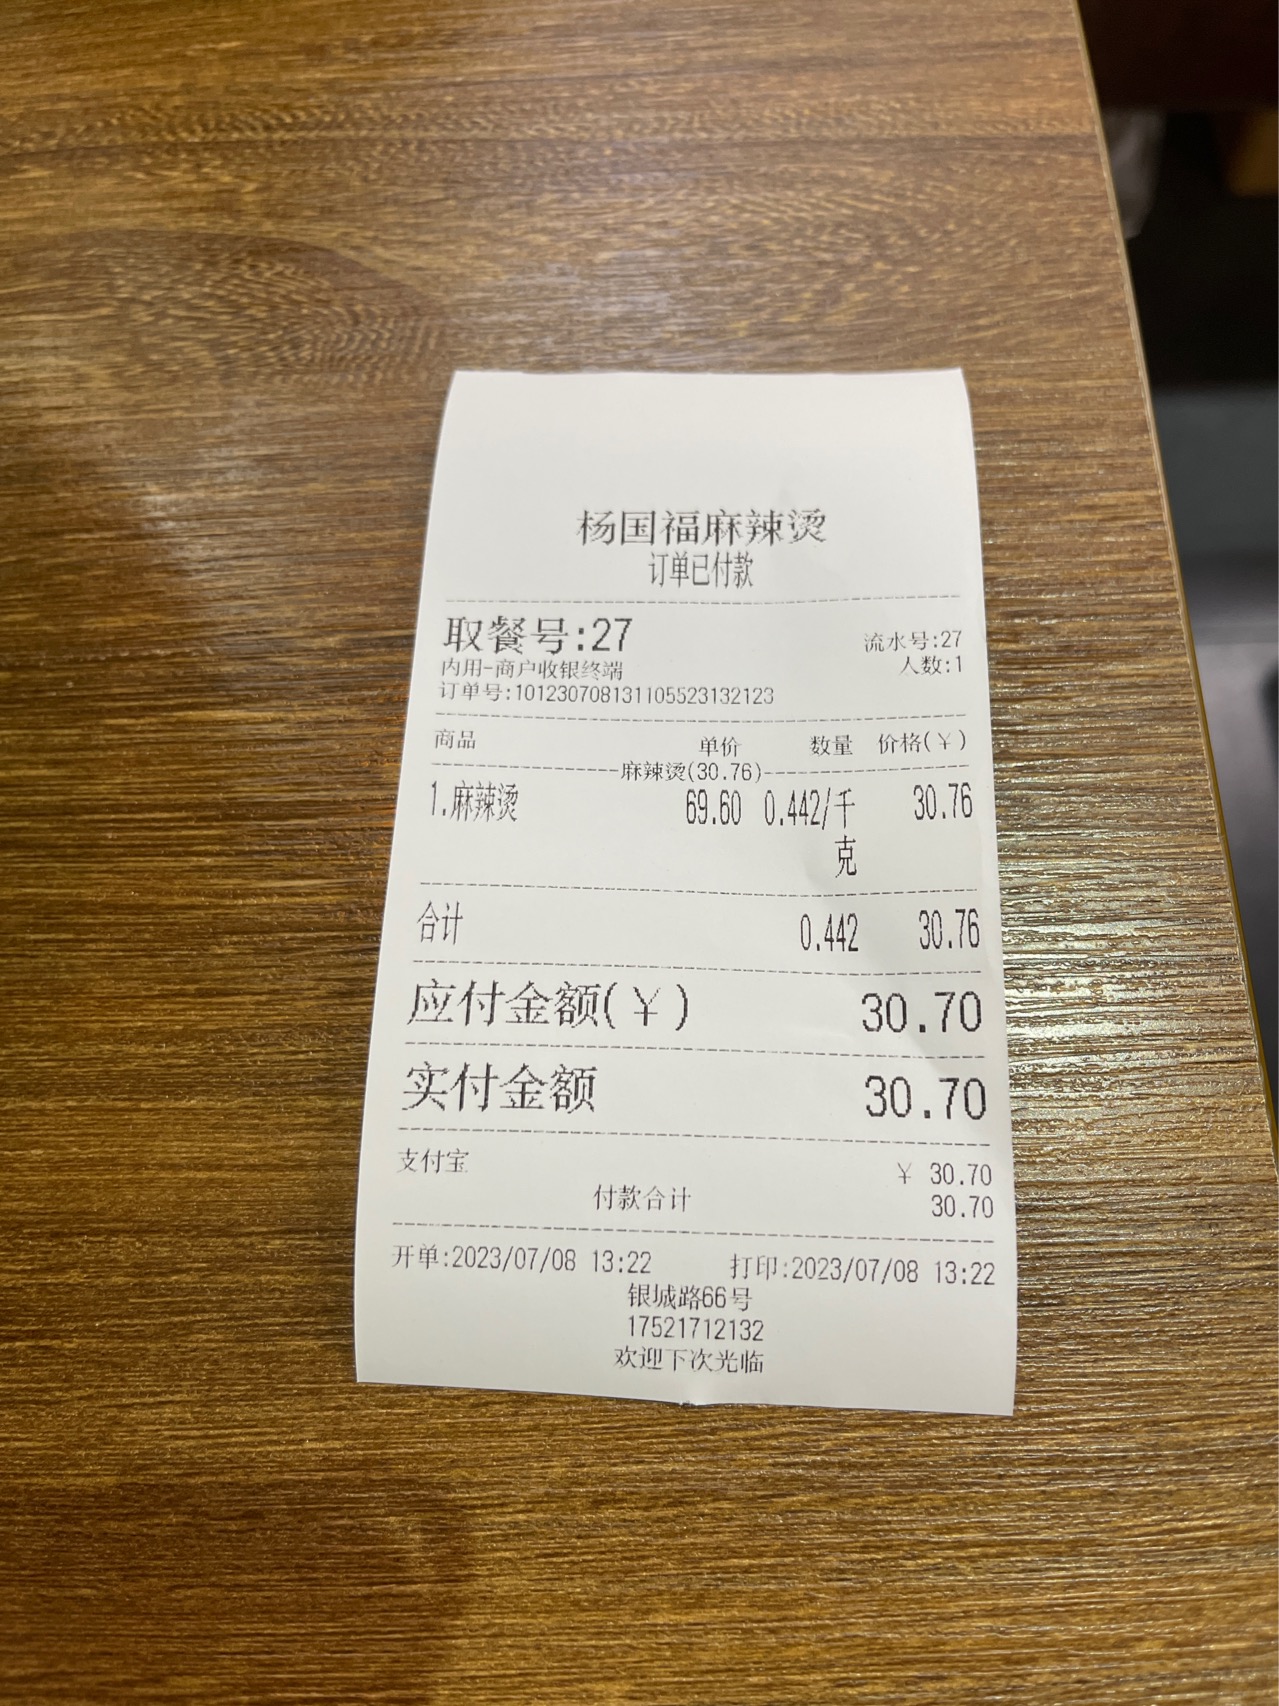 杨国福麻辣烫
订单已付款
取餐号:27 流水号:27
内用-商户收银终端 人数:1
订单号:101230708131105523132123
商品 单价 数量 价格(¥)
麻辣烫(30.76)
1.麻辣烫 69.60 0.442/千 30.76
克
合计 0.442 30.76
应付金额(¥) 30.70
实付金额 30.70
支付宝 ¥ 30.70
付款合计 30.70
开单:2023/07/08 13:22 打印:2023/07/08 13:22
银城路66号
17521712132
欢迎下次光临